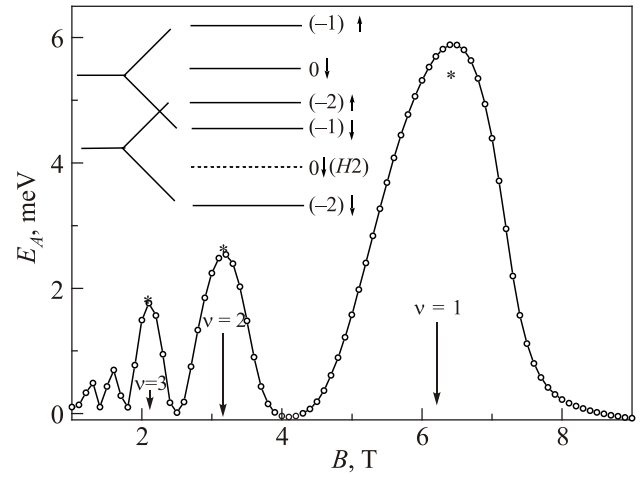 (–1) ↑
0 ↓
(–2) ↑
(–1) ↓
0↓(H2)
(–2) ↓
6
4
2
0
E_A, meV
*
*
*
ν = 1
ν = 2
ν=3
2 4 6 8
B, T